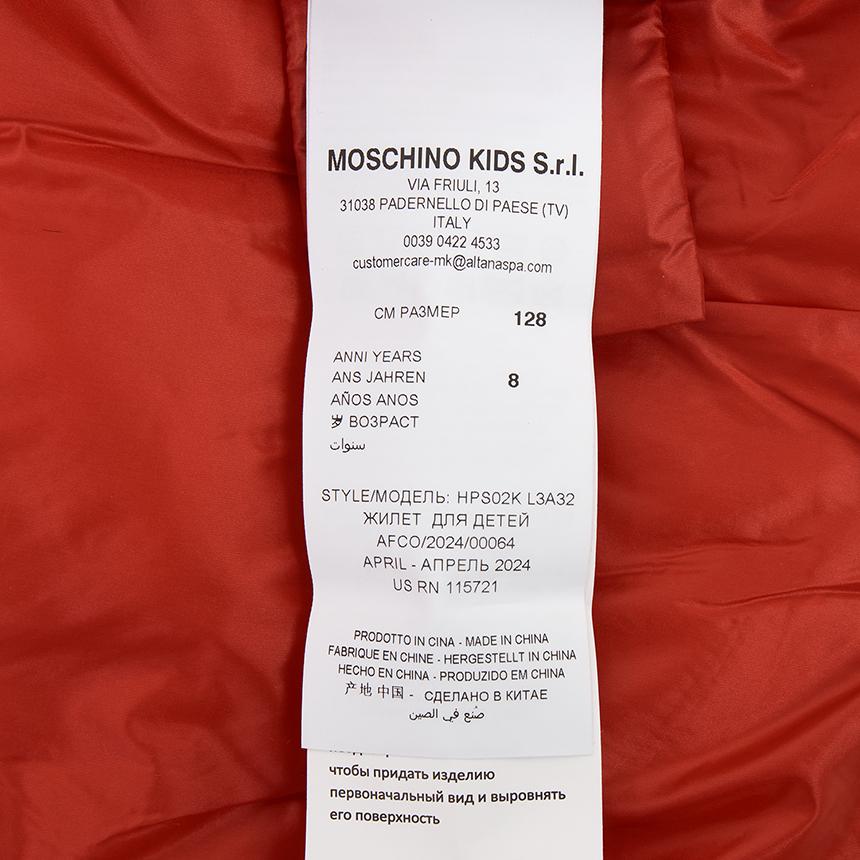 MOSCHINO KIDS S.r.l.
VIA FRIULI, 13
31038 PADERNELLO DI PAESE (TV)
ITALY
0039 0422 4533
customercare-mk@altanaspa.com
СМ РАЗМЕР 128
ANNI YEARS
ANS JAHREN 8
AÑOS ANOS
岁 ВОЗРАСТ
سنوات
STYLE/МОДЕЛЬ: HPS02K L3A32
ЖИЛЕТ ДЛЯ ДЕТЕЙ
AFCO/2024/00064
APRIL - АПРЕЛЬ 2024
US RN 115721
PRODOTTO IN CINA - MADE IN CHINA
FABRIQUE EN CHINE - HERGESTELLT IN CHINA
HECHO EN CHINA - PRODUZIDO EM CHINA
产地 中国 - СДЕЛАНО В КИТАЕ
صُنع في الصين
чтобы придать изделию
первоначальный вид и выровнять
его поверхность